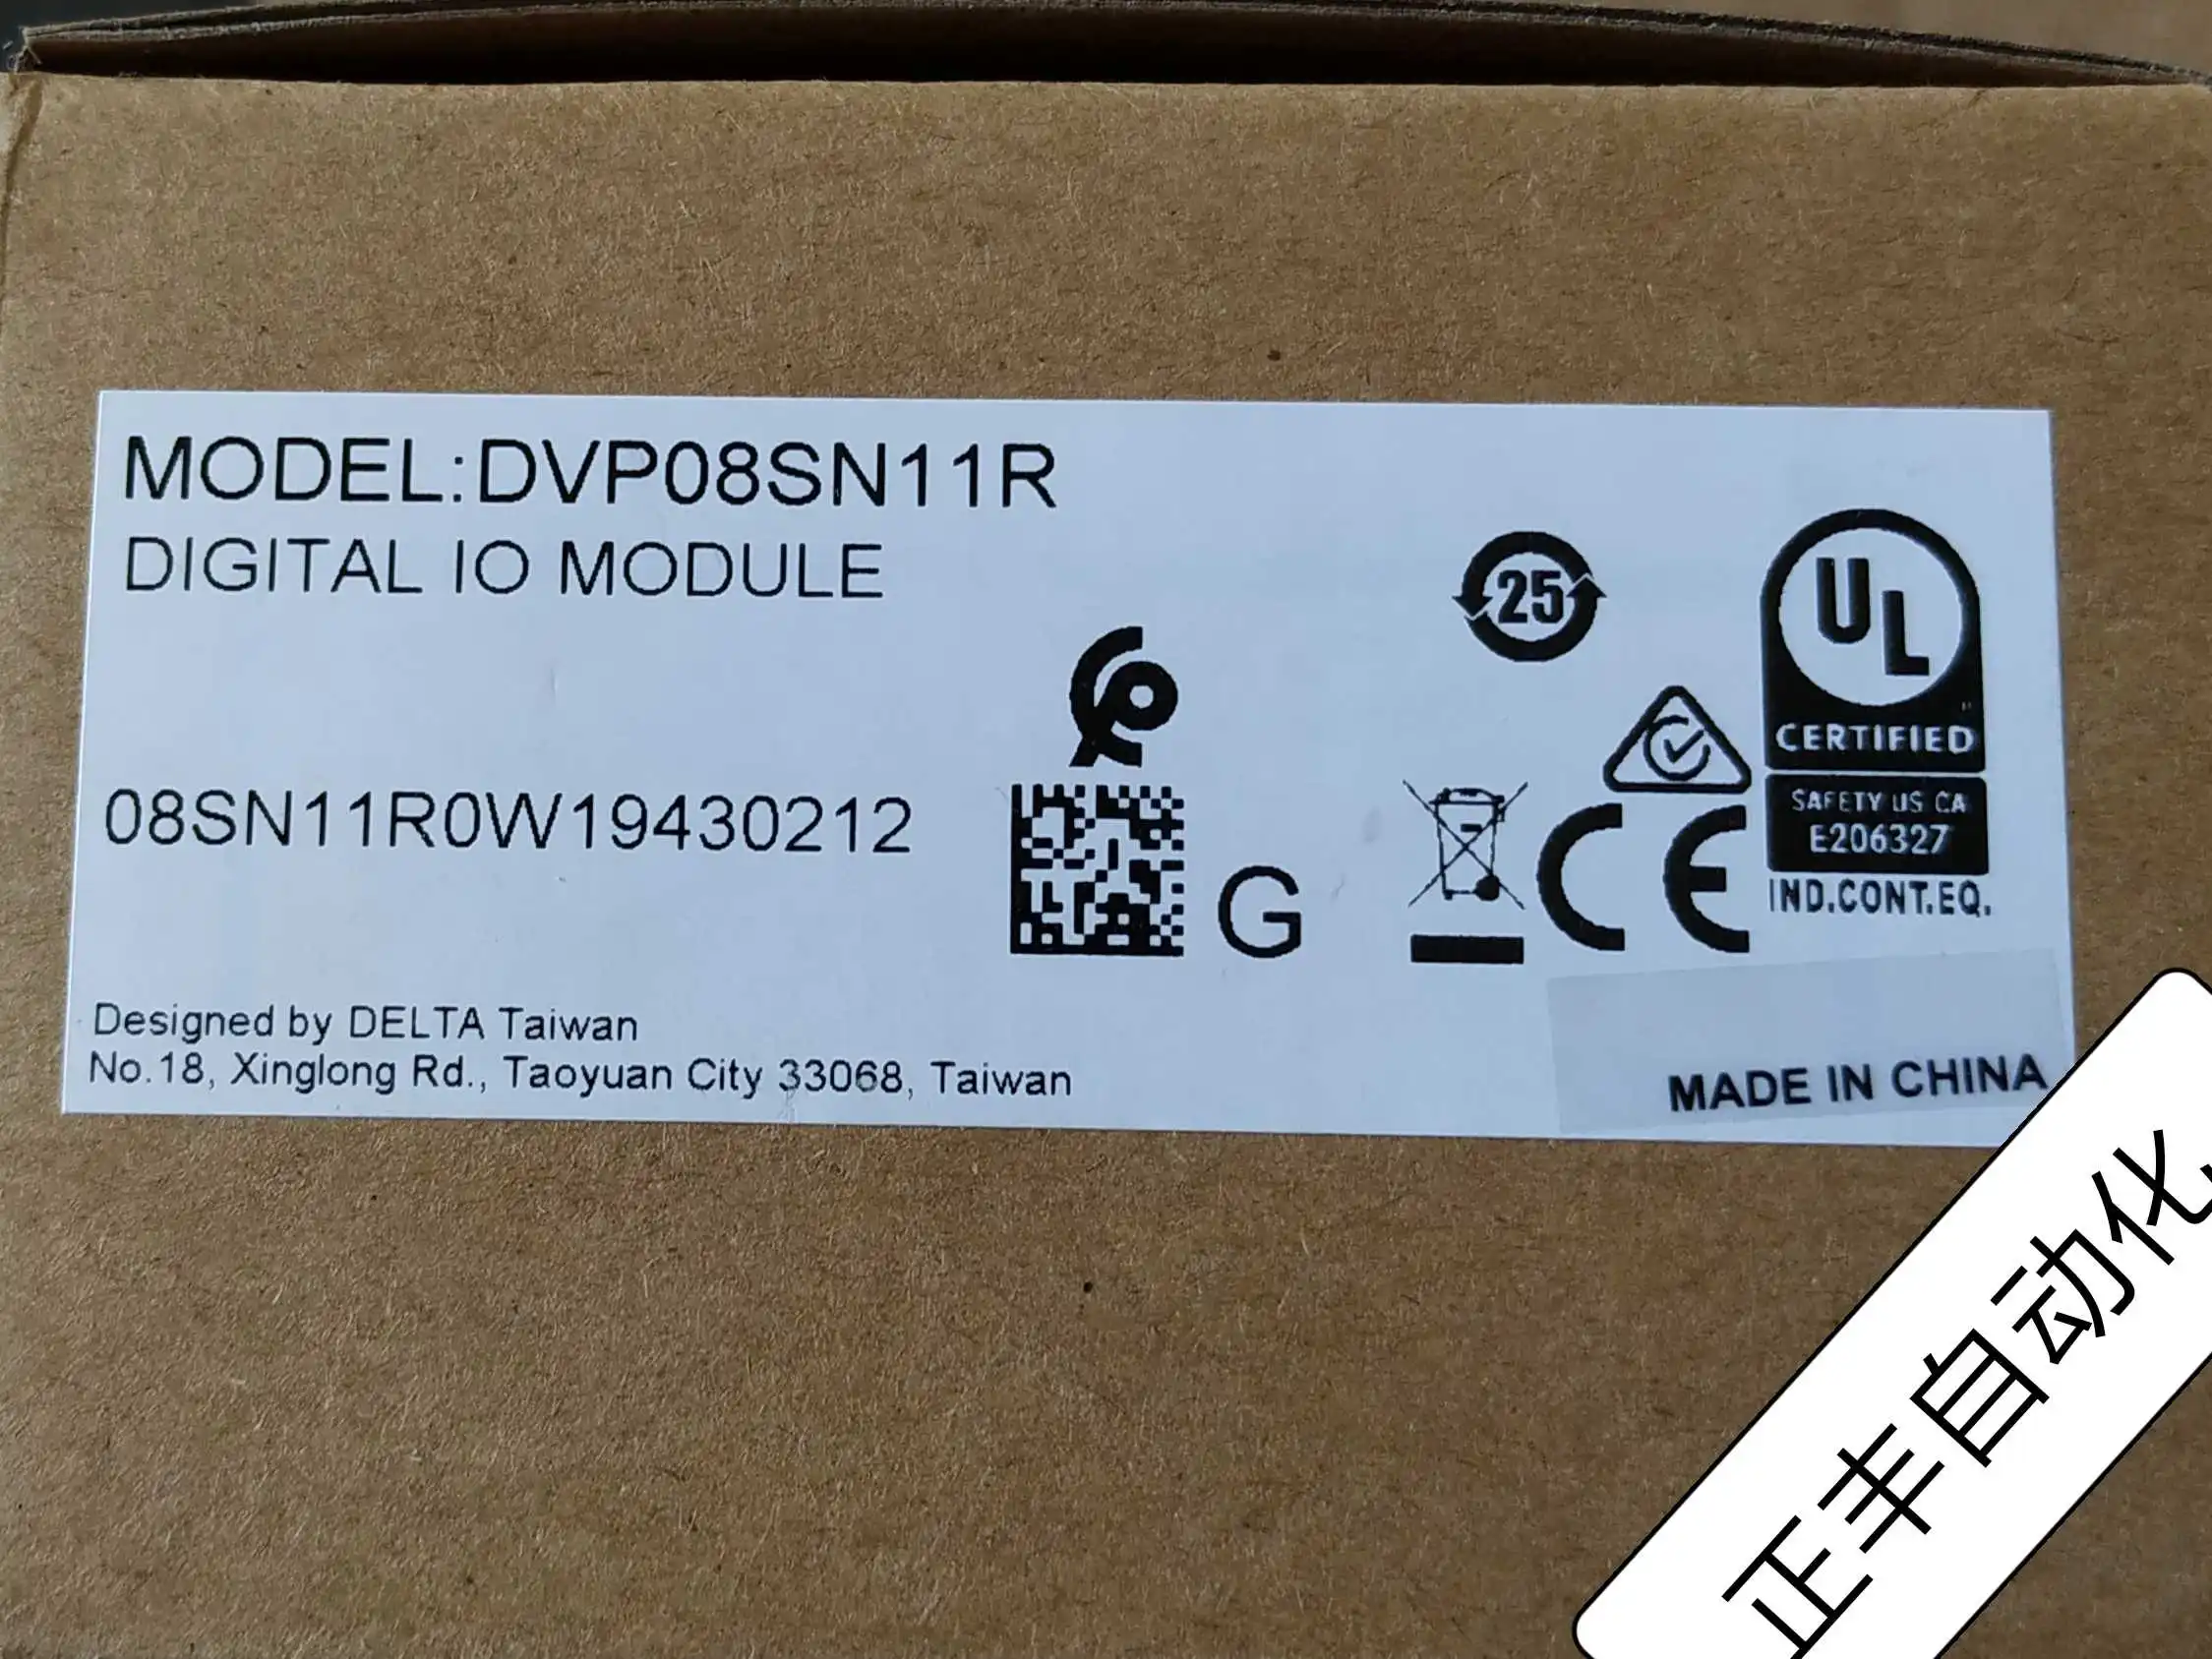 MODEL:DVP08SN11R
DIGITAL IO MODULE
25
UL
CERTIFIED
SAFETY US CA
E206327
IND.CONT.EQ.
08SN11R0W19430212
G
CE
Designed by DELTA Taiwan
No.18, Xinglong Rd., Taoyuan City 33068, Taiwan
MADE IN CHINA
正丰自动化